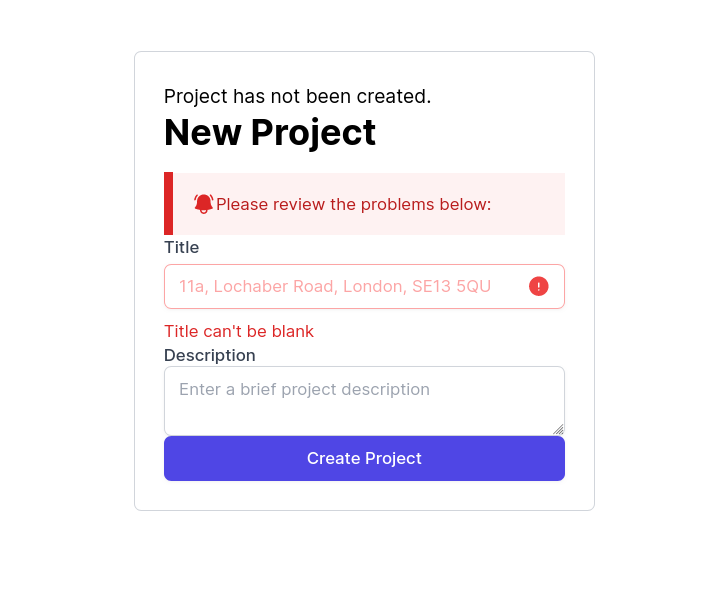 Project has not been created.
New Project
Please review the problems below:
Title
11a, Lochaber Road, London, SE13 5QU
Title can't be blank
Description
Enter a brief project description
Create Project